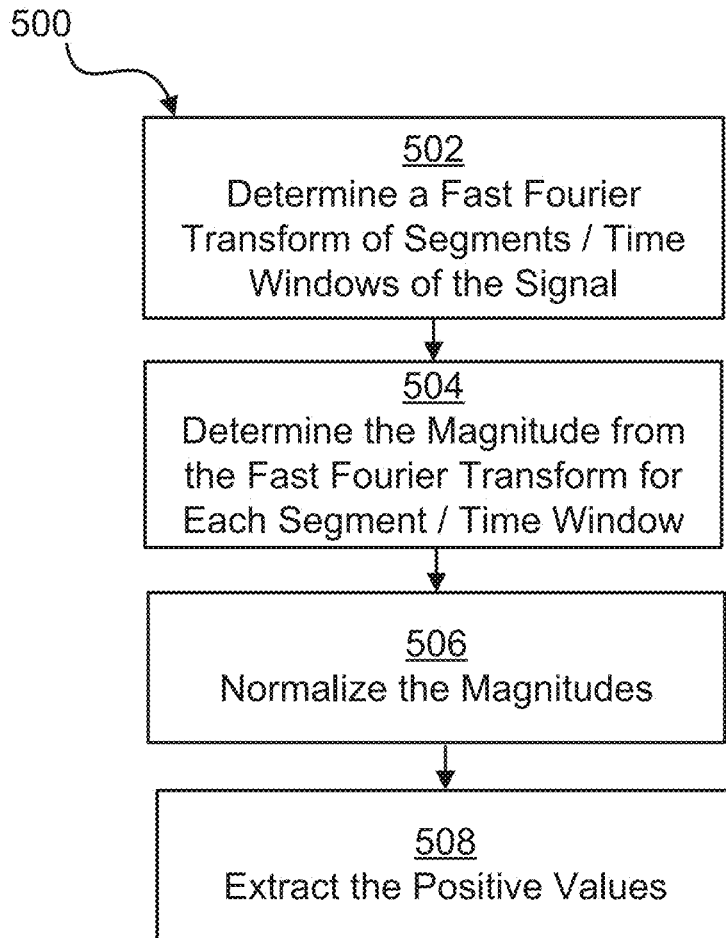 500
502
Determine a Fast Fourier
Transform of Segments / Time
Windows of the Signal
504
Determine the Magnitude from
the Fast Fourier Transform for
Each Segment / Time Window
506
Normalize the Magnitudes
508
Extract the Positive Values